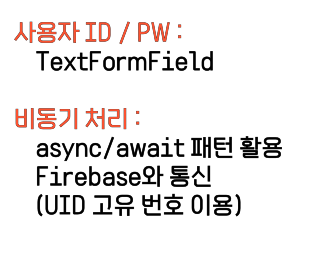 사용자 ID / PW :
TextFormField
비동기 처리 :
async/await 패턴 활용
Firebase와 통신
(UID 고유 번호 이용)